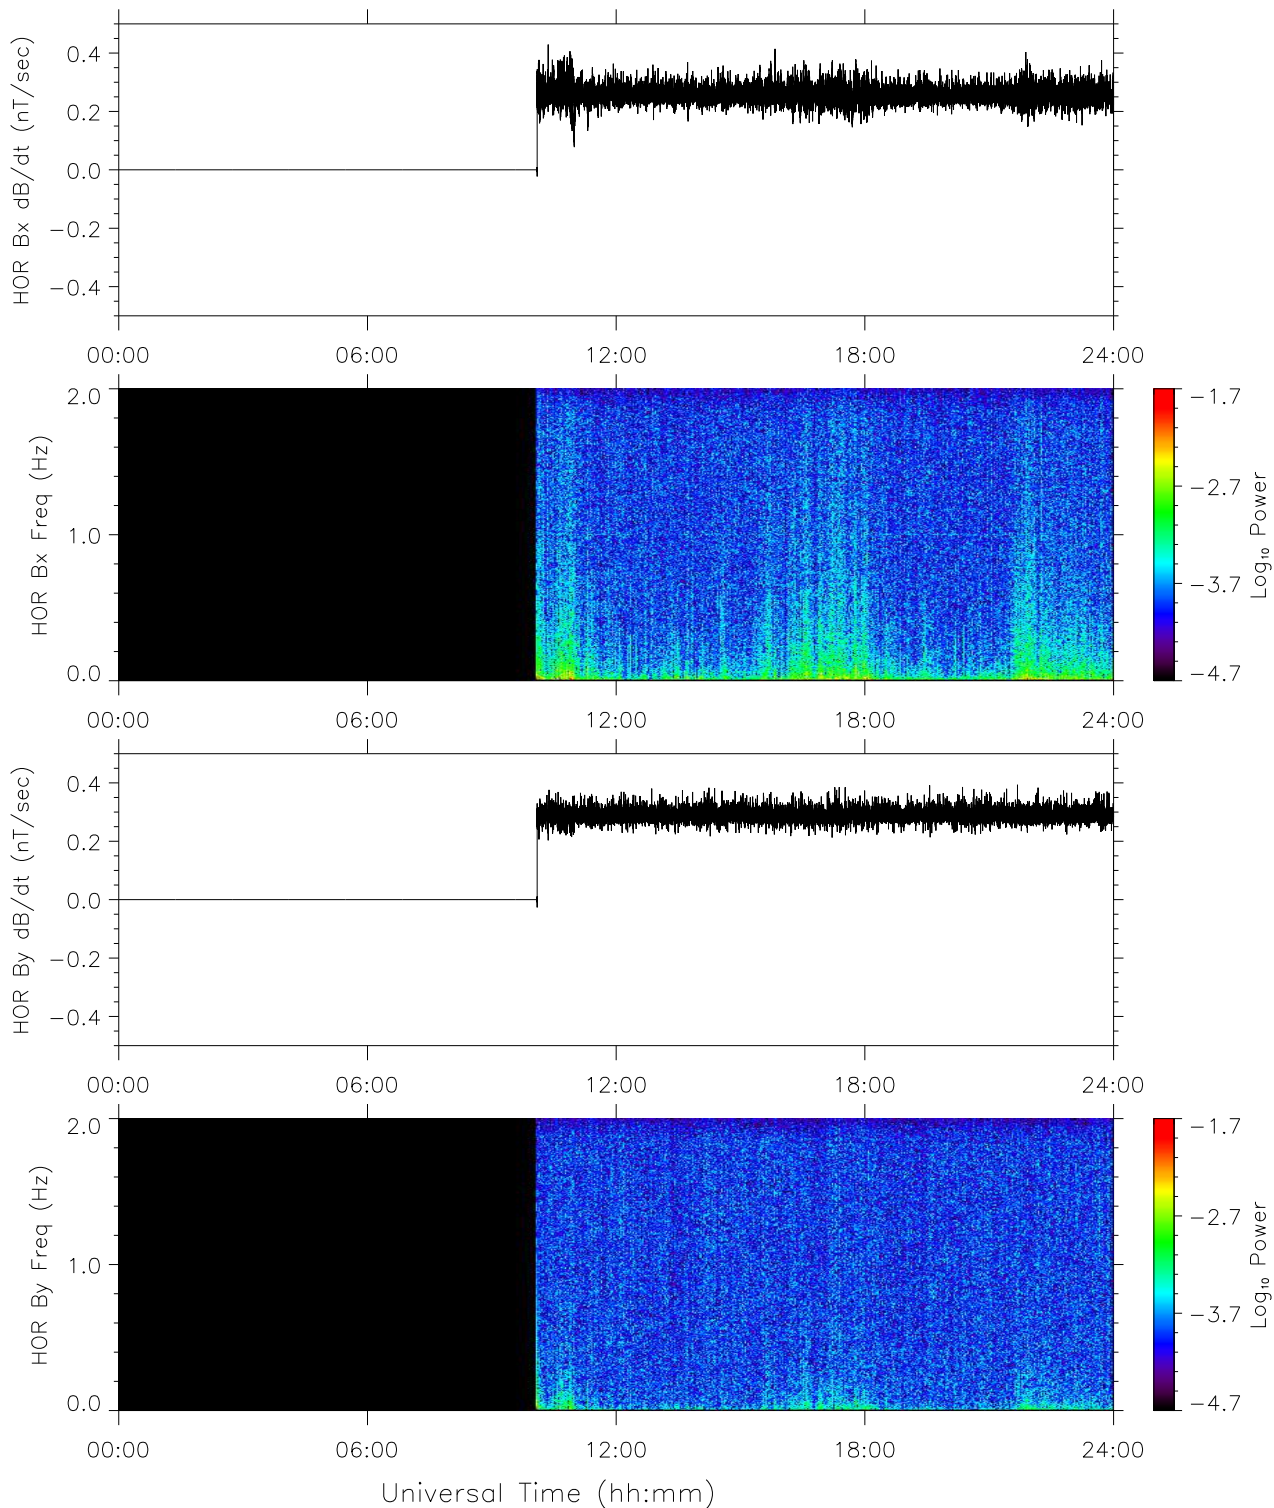 HOR Bx dB/dt (nT/sec)
0.4
0.2
0.0
−0.2
−0.4
00:00 06:00 12:00 18:00 24:00
HOR Bx Freq (Hz)
2.0
1.0
0.0
00:00 06:00 12:00 18:00 24:00
−1.7
−2.7
−3.7
−4.7
Log₁₀ Power
HOR By dB/dt (nT/sec)
0.4
0.2
0.0
−0.2
−0.4
00:00 06:00 12:00 18:00 24:00
HOR By Freq (Hz)
2.0
1.0
0.0
00:00 06:00 12:00 18:00 24:00
−1.7
−2.7
−3.7
−4.7
Log₁₀ Power
Universal Time (hh:mm)